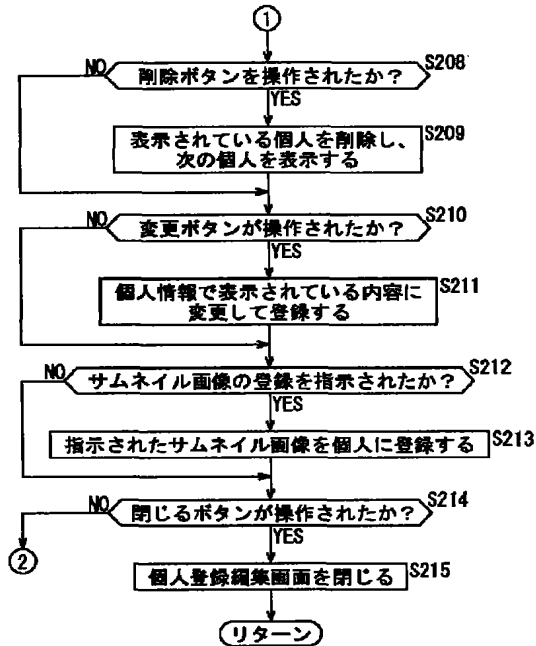 ①
S208
NO
削除ボタンを操作されたか?
YES
S209
表示されている個人を削除し、
次の個人を表示する
S210
NO
変更ボタンが操作されたか?
YES
S211
個人情報で表示されている内容に
変更して登録する
S212
NO
サムネイル画像の登録を指示されたか?
YES
S213
指示されたサムネイル画像を個人に登録する
S214
NO
閉じるボタンが操作されたか?
②
YES
S215
個人登録編集画面を閉じる
リターン